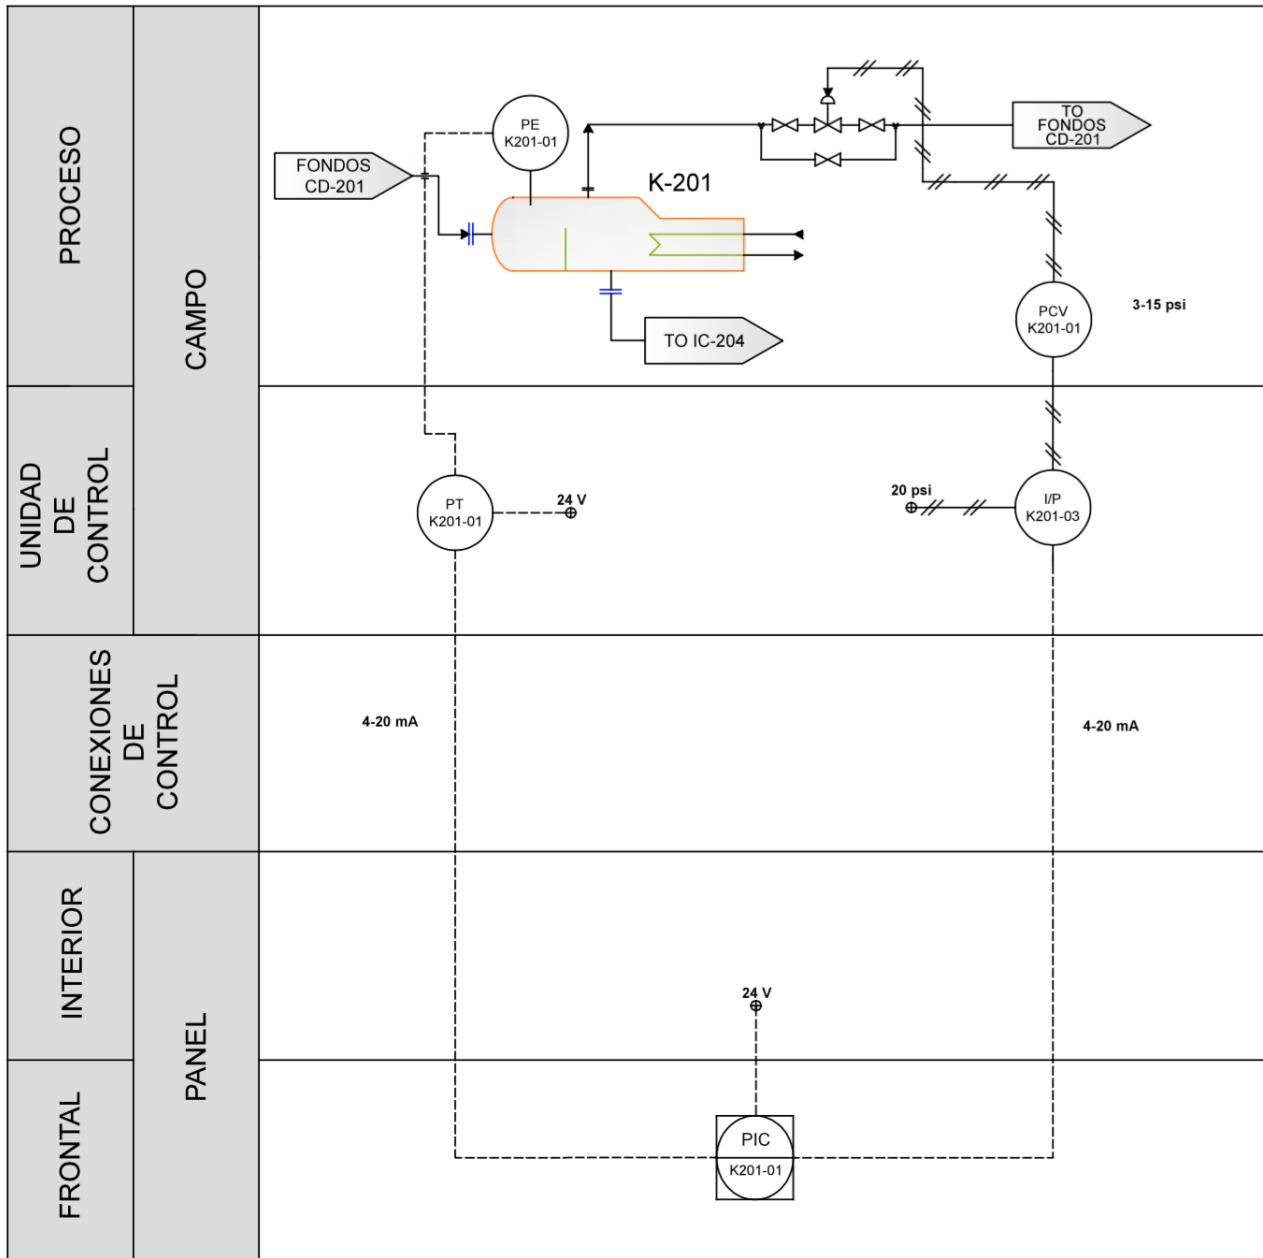 PROCESO
CAMPO
FONDOS
CD-201
PE
K201-01
K-201
TO
FONDOS
CD-201
TO IC-204
PCV
K201-01
3-15 psi
UNIDAD
DE
CONTROL
PT
K201-01
24 V
20 psi
I/P
K201-03
CONEXIONES
DE
CONTROL
4-20 mA
4-20 mA
INTERIOR
PANEL
24 V
FRONTAL
PIC
K201-01